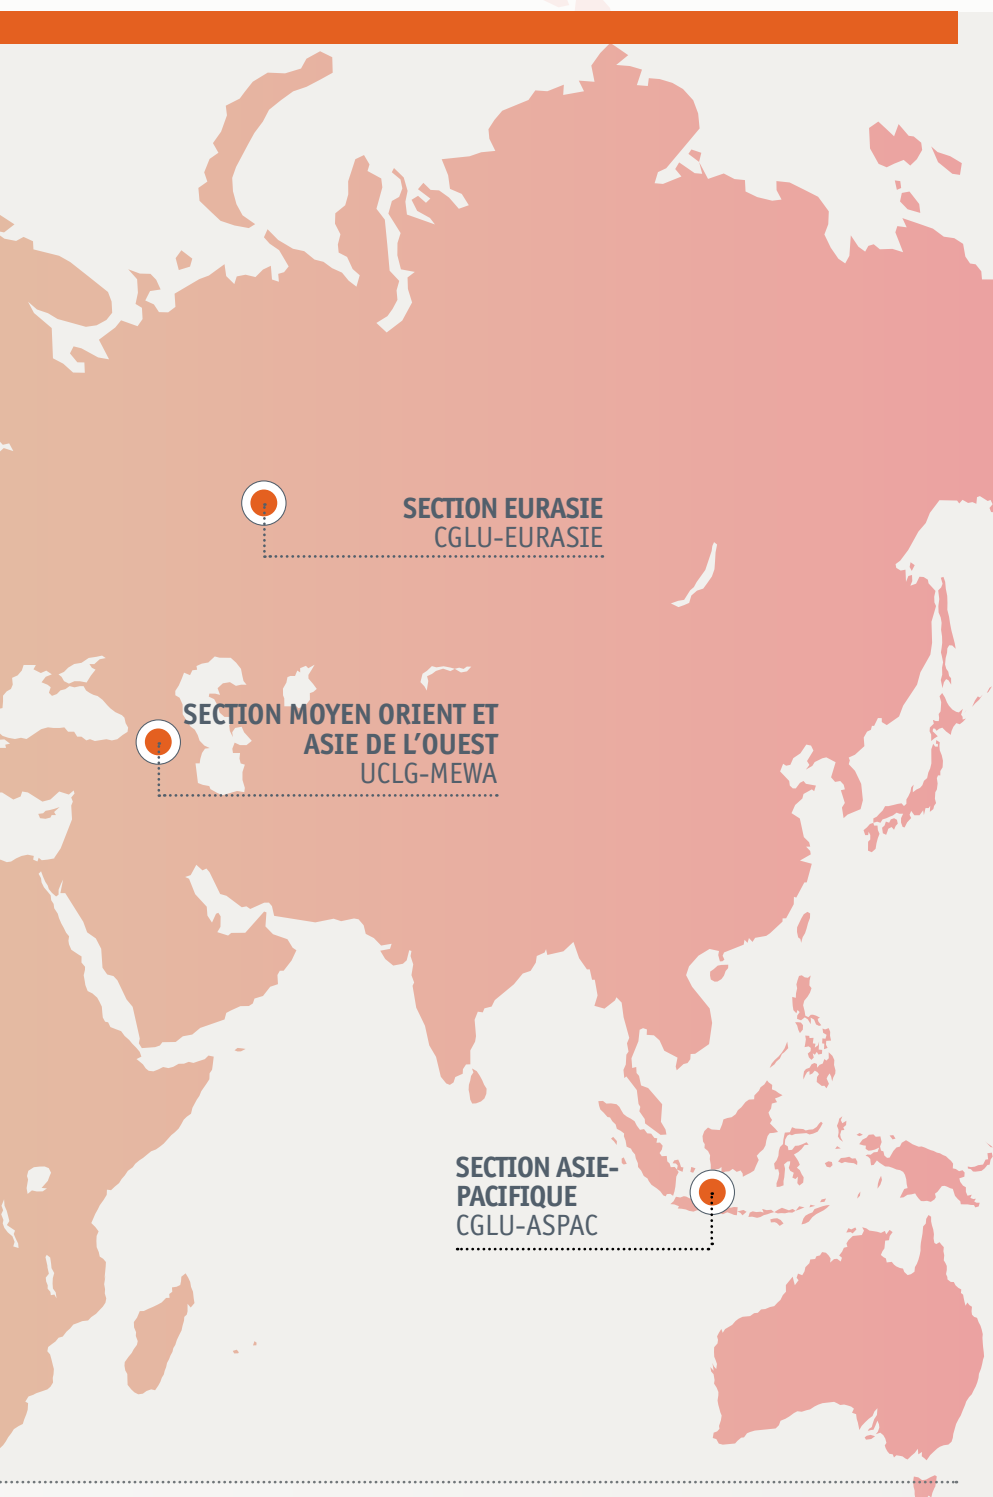 SECTION EURASIE
CGLU-EURASIE
SECTION MOYEN ORIENT ET
ASIE DE L’OUEST
UCLG-MEWA
SECTION ASIE-
PACIFIQUE
CGLU-ASPAC